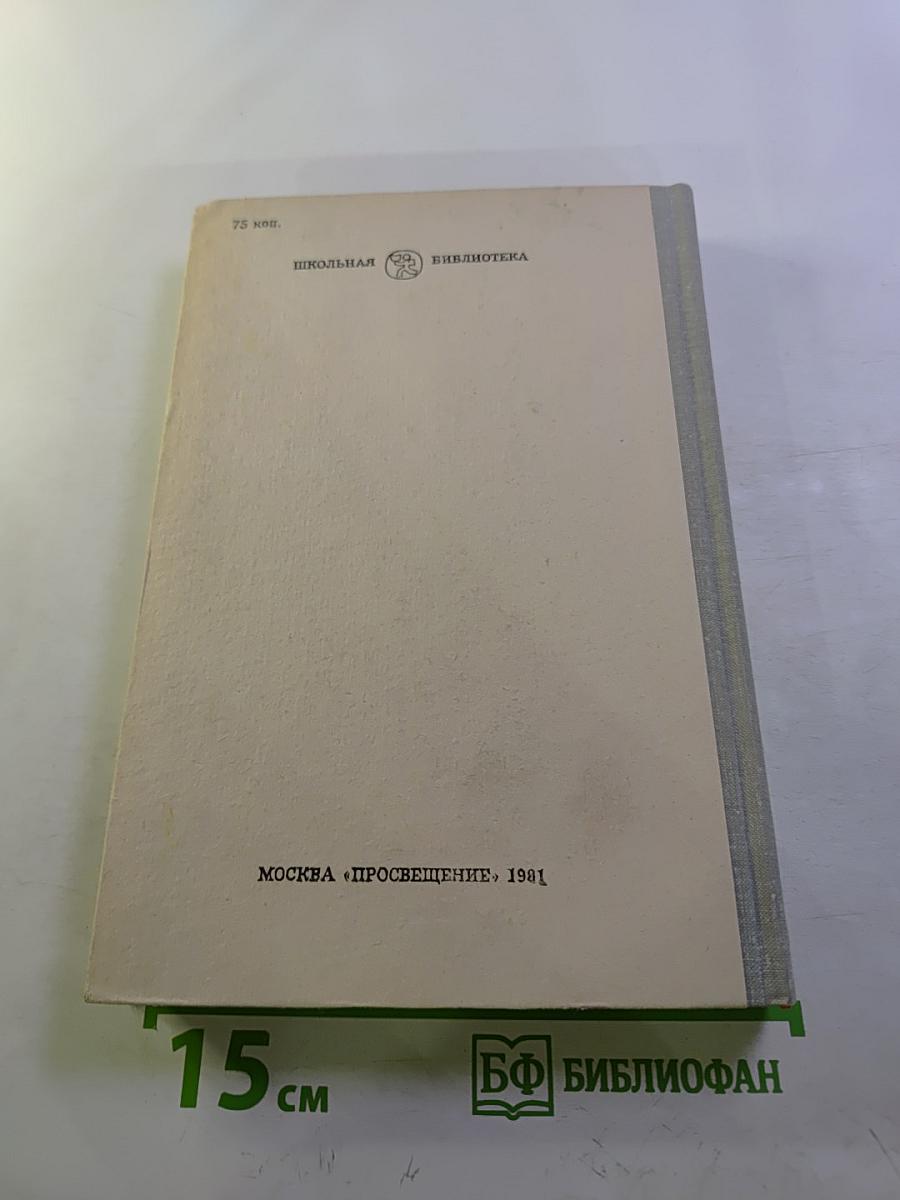 75 коп.
ШКОЛЬНАЯ БИБЛИОТЕКА
МОСКВА «ПРОСВЕЩЕНИЕ» 1981
15 см
БФ БИБЛИОФАН